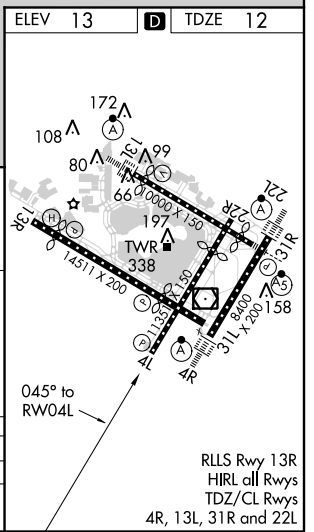 ELEV 13 D TDZE 12
172
A
108
80
99
13L
V
66
10000 X 150
22L
A
22R
197
31R
H
P
13R
TWR
338
14511 X 200
P
P
A5
158
11351 X 150
8400 X 200
31L
P
4L
A
4R
045° to
RW04L
RLLS Rwy 13R
HIRL all Rwys
TDZ/CL Rwys
4R, 13L, 31R and 22L